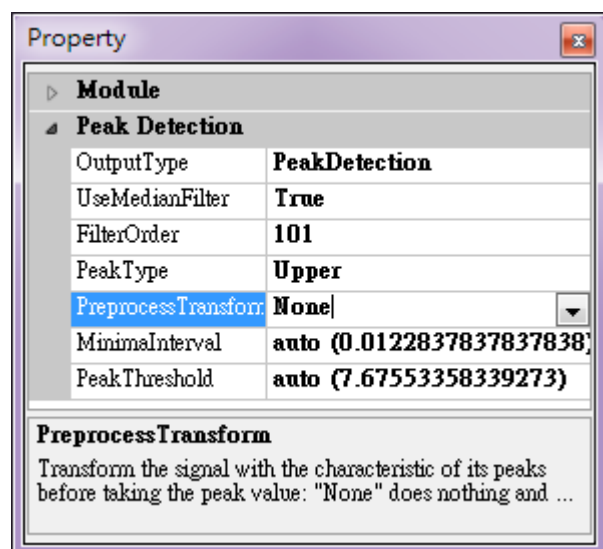 Property
Module
Peak Detection
OutputType PeakDetection
UseMedianFilter True
FilterOrder 101
PeakType Upper
PreprocessTransform None
MinimaInterval auto (0.0122837837837838)
PeakThreshold auto (7.67553358339273)
PreprocessTransform
Transform the signal with the characteristic of its peaks
before taking the peak value: "None" does nothing and ...